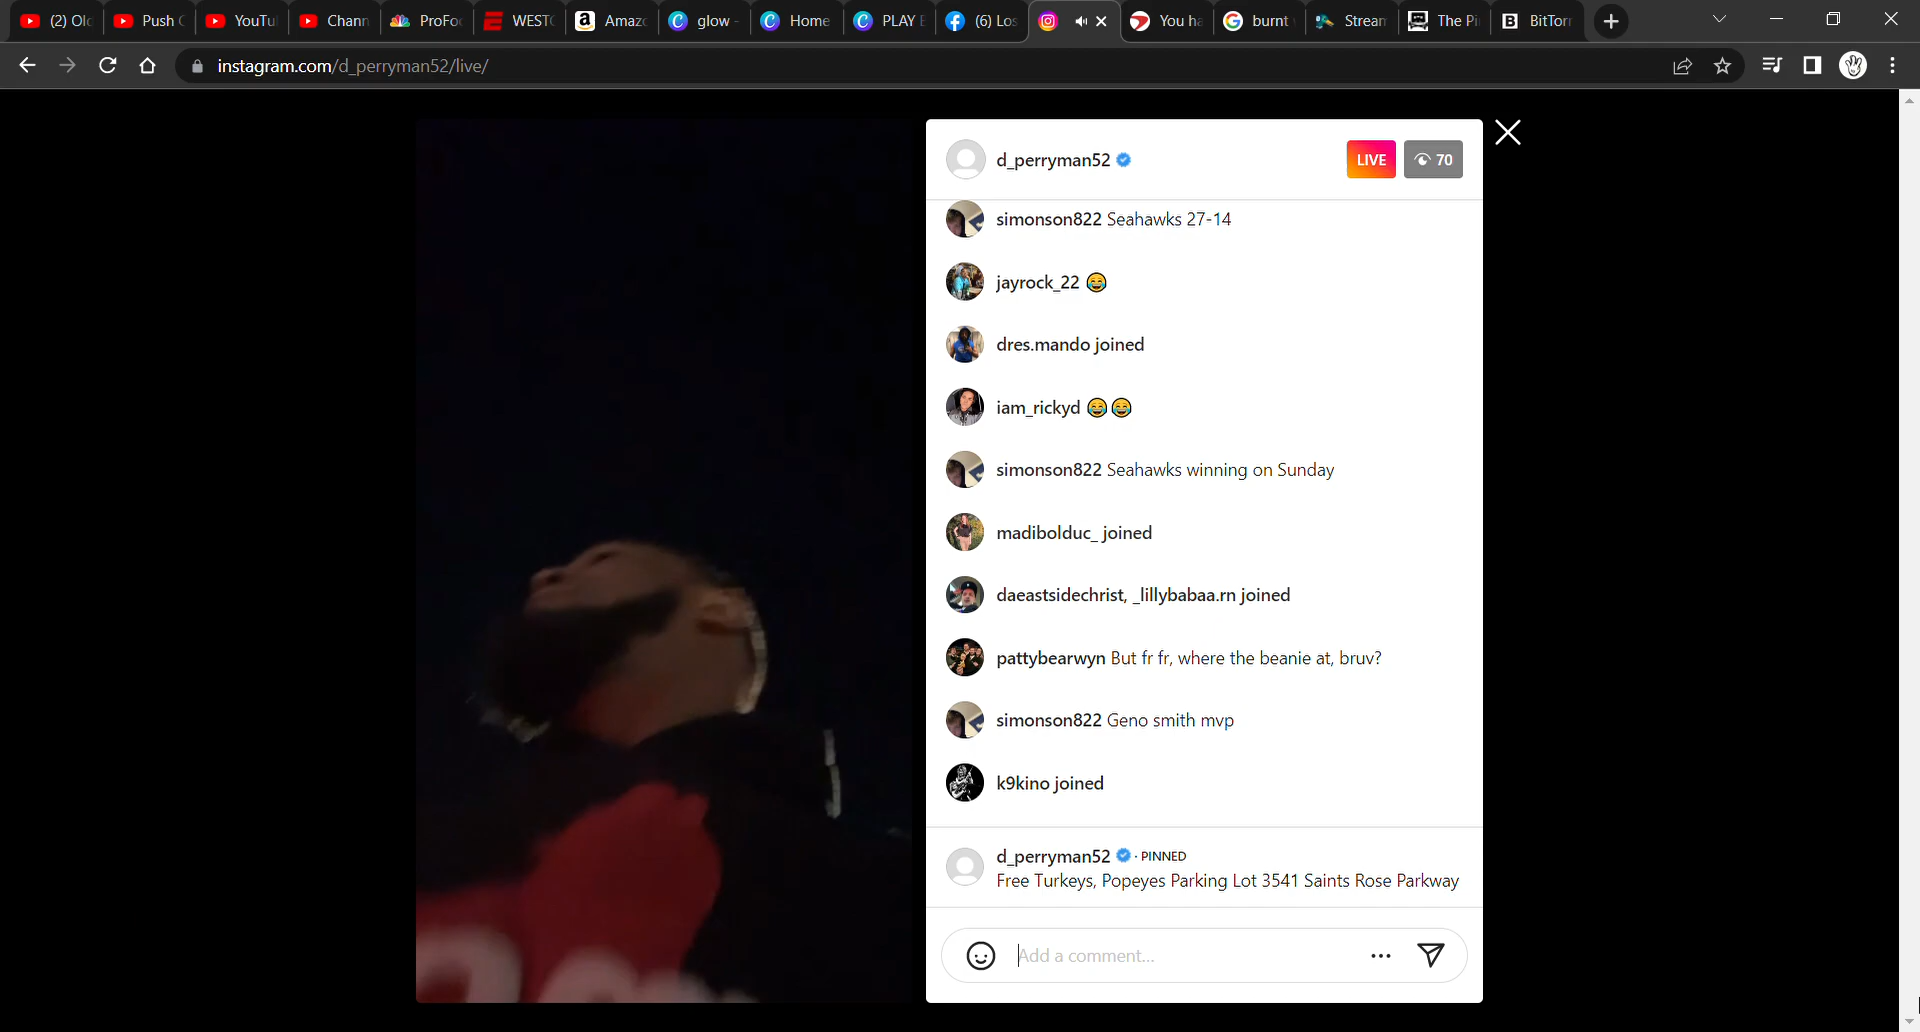 (2) Old
Push
YouTu
Chann
ProFo
WEST
Amaz
glow -
Home
PLAY
(6) Los
You ha
burnt
Strean
The Pi
BitTor
instagram.com/d_perryman52/live/
d_perryman52
LIVE
70
simonson822 Seahawks 27-14
jayrock_22 😂
dres.mando joined
iam_rickyd 😂😂
simonson822 Seahawks winning on Sunday
madibolduc_ joined
daeastsidechrist, _lillybabaa.rn joined
pattybearwyn But fr fr, where the beanie at, bruv?
simonson822 Geno smith mvp
k9kino joined
d_perryman52 · PINNED
Free Turkeys, Popeyes Parking Lot 3541 Saints Rose Parkway
Add a comment...